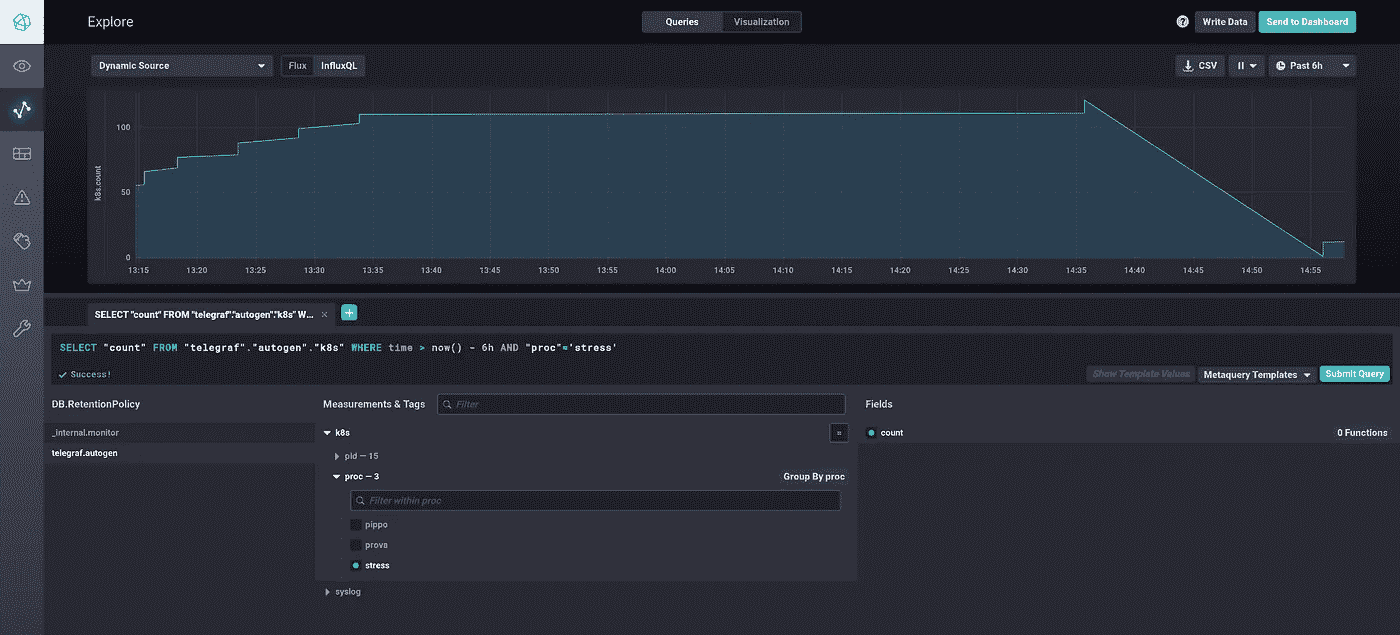 Explore
Queries Visualization
? Write Data Send to Dashboard
Dynamic Source Flux InfluxQL CSV Past 6h
k8s.count
100
50
0
13:15 13:20 13:25 13:30 13:35 13:40 13:45 13:50 13:55 14:00 14:05 14:10 14:15 14:20 14:25 14:30 14:35 14:40 14:45 14:50 14:55
SELECT "count" FROM "telegraf"."autogen"."k8s" W... × +
SELECT "count" FROM "telegraf"."autogen"."k8s" WHERE time > now() - 6h AND "proc"='stress'
Success!
Show Template Values Metaquery Templates Submit Query
DB.RetentionPolicy Measurements & Tags Filter Fields
_internal.monitor k8s count 0 Functions
telegraf.autogen
pid — 15
proc — 3 Group By proc
Filter within proc
pippo
prova
stress
syslog